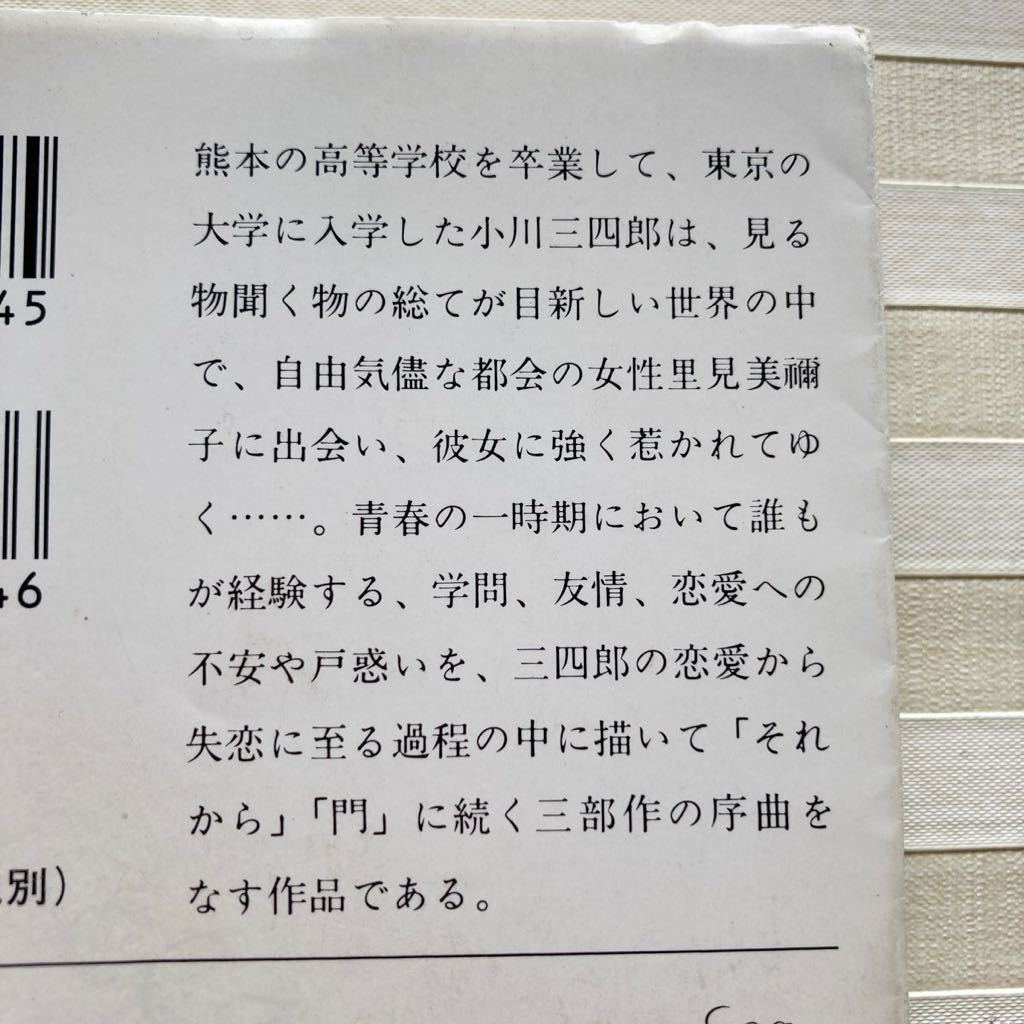 熊本の高等学校を卒業して、東京の
大学に入学した小川三四郎は、見る
物聞く物の総てが目新しい世界の中
で、自由気儘な都会の女性里見美禰
子に出会い、彼女に強く惹かれてゆ
く……。青春の一時期において誰も
が経験する、学問、友情、恋愛への
不安や戸惑いを、三四郎の恋愛から
失恋に至る過程の中に描いて「それ
から」「門」に続く三部作の序曲を
なす作品である。
45
46
別）